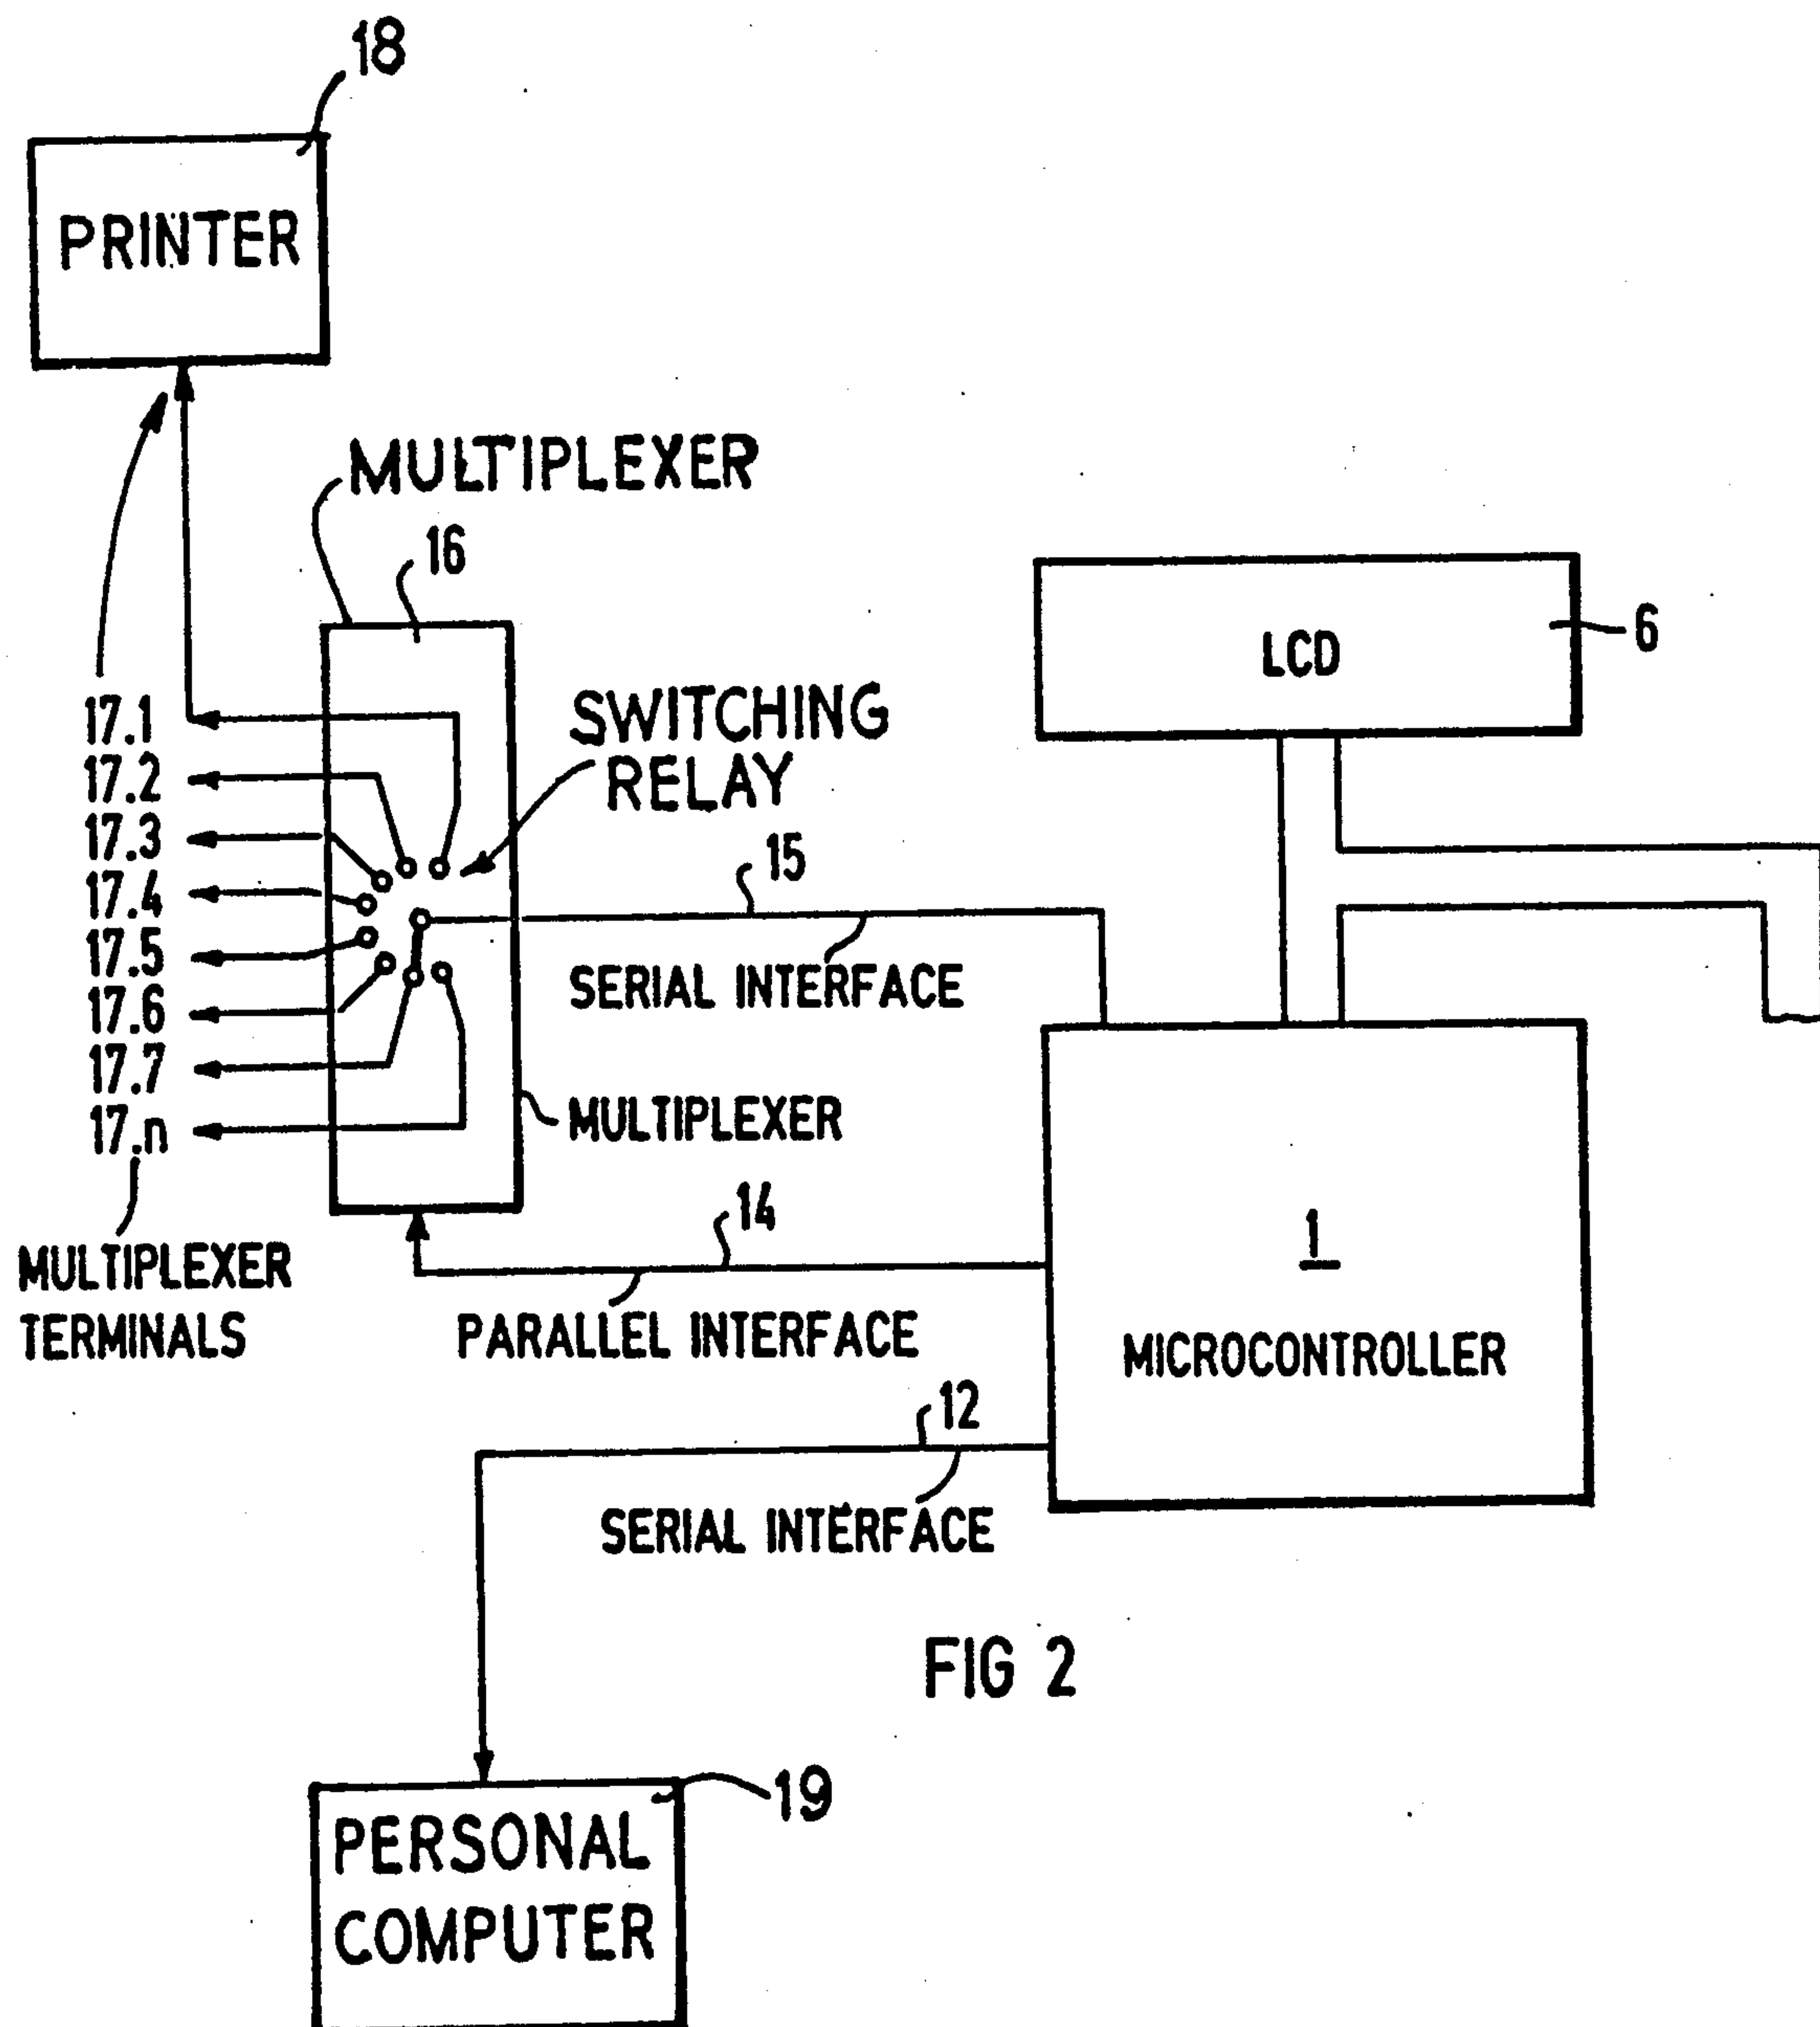 18
PRINTER
MULTIPLEXER
16
6
LCD
SWITCHING
RELAY
17.1
17.2
17.3
17.4
17.5
17.6
17.7
17.n
15
SERIAL INTERFACE
MULTIPLEXER
14
MULTIPLEXER
TERMINALS
PARALLEL INTERFACE
1
MICROCONTROLLER
12
SERIAL INTERFACE
FIG 2
19
PERSONAL
COMPUTER